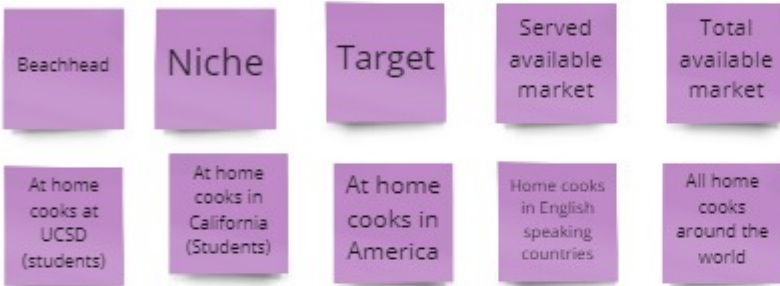 Beachhead
Niche
Target
Served
available
market
Total
available
market
At home
cooks at
UCSD
(students)
At home
cooks in
California
(Students)
At home
cooks in
America
Home cooks
in English
speaking
countries
All home
cooks
around the
world